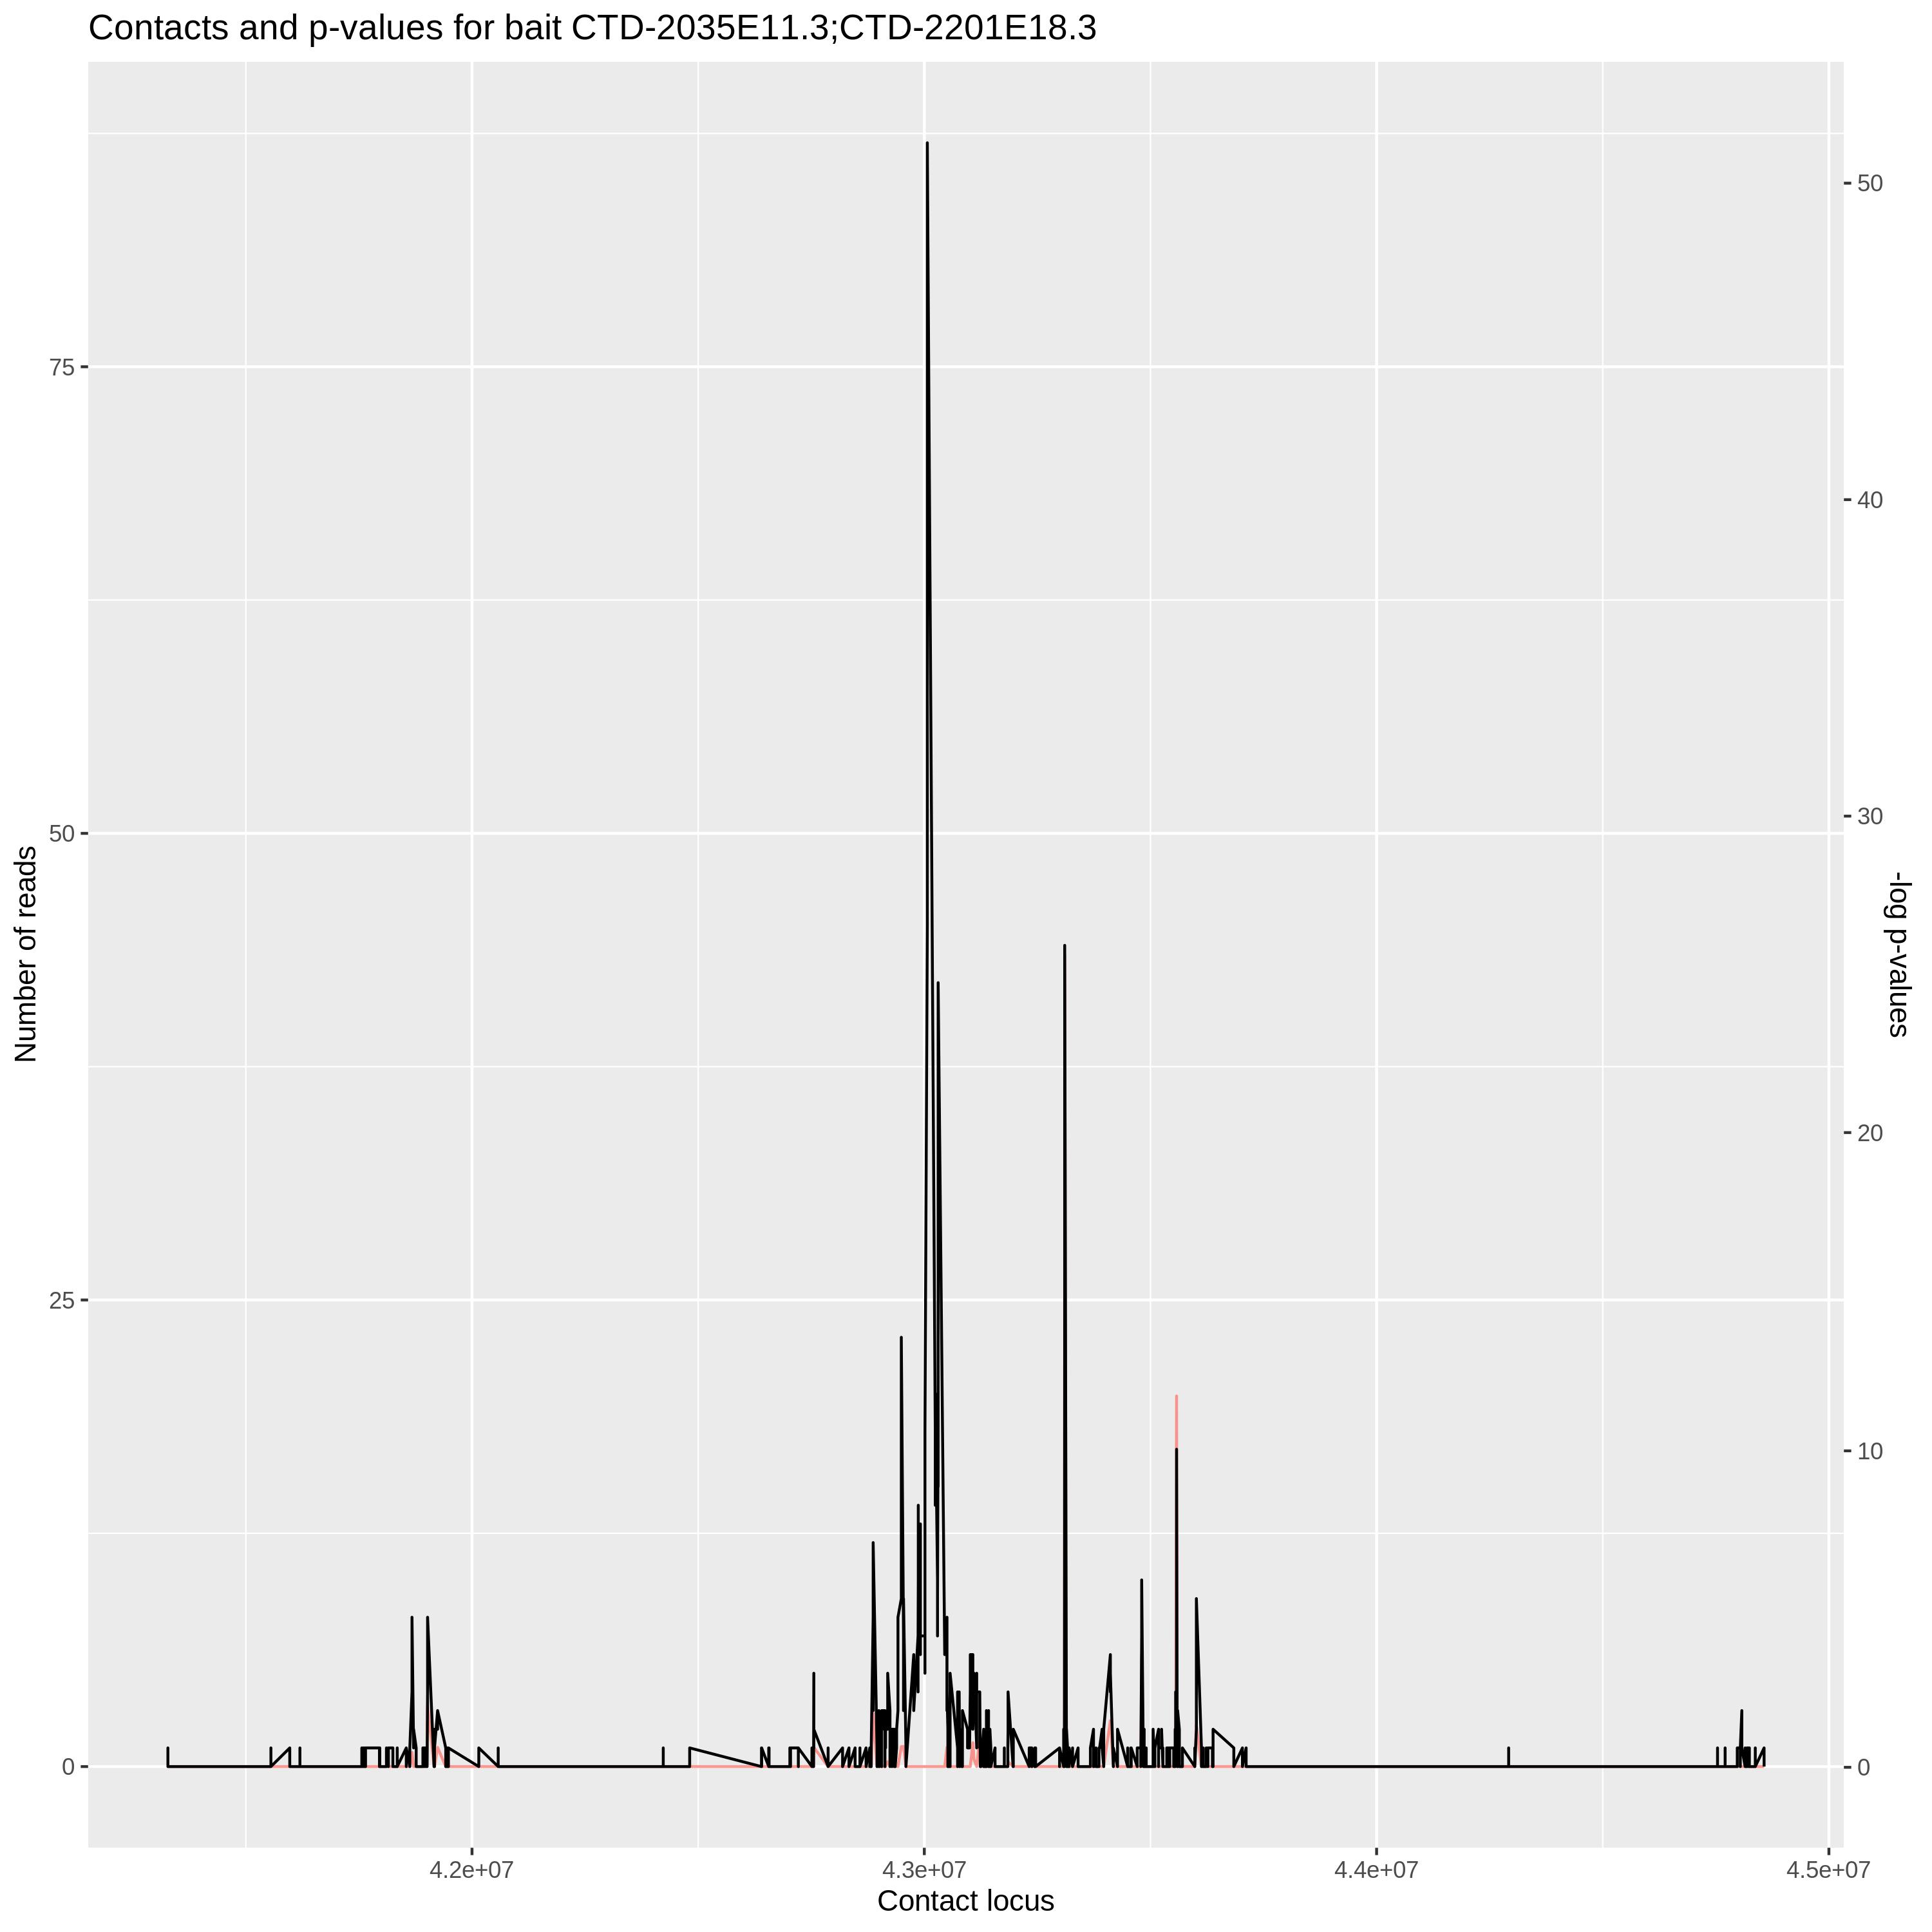 Contacts and p-values for bait CTD-2035E11.3;CTD-2201E18.3
75
50
25
0
Number of reads
50
40
30
20
10
0
-log p-values
4.2e+07
4.3e+07
4.4e+07
4.5e+07
Contact locus